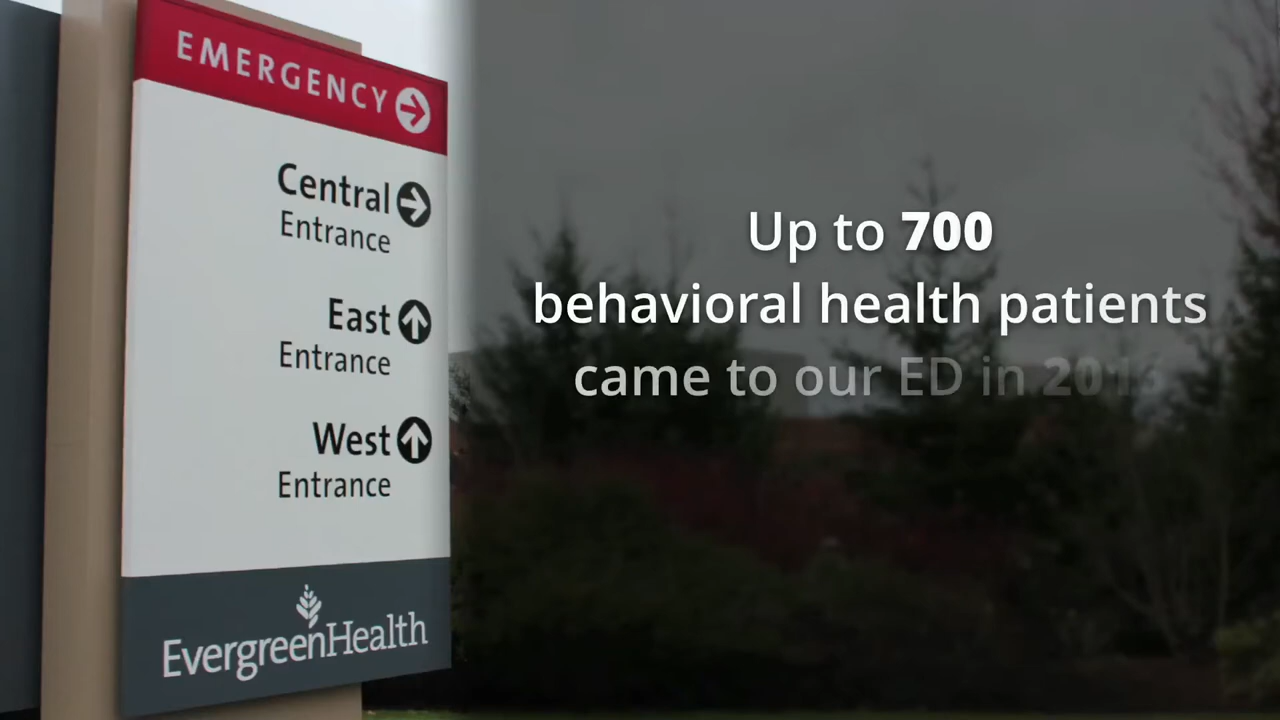 EMERGENCY
Central
Entrance
East
Entrance
West
Entrance
EvergreenHealth
Up to 700
behavioral health patients
came to our ED in